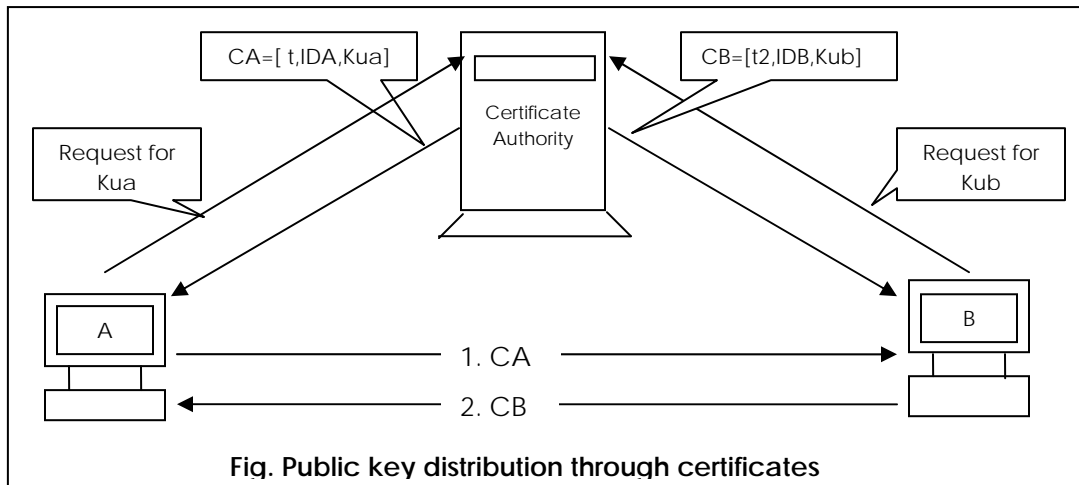 CA=[ t,IDA,Kua]
CB=[t2,IDB,Kub]
Certificate
Authority
Request for
Kua
Request for
Kub
A
B
1. CA
2. CB
Fig. Public key distribution through certificates